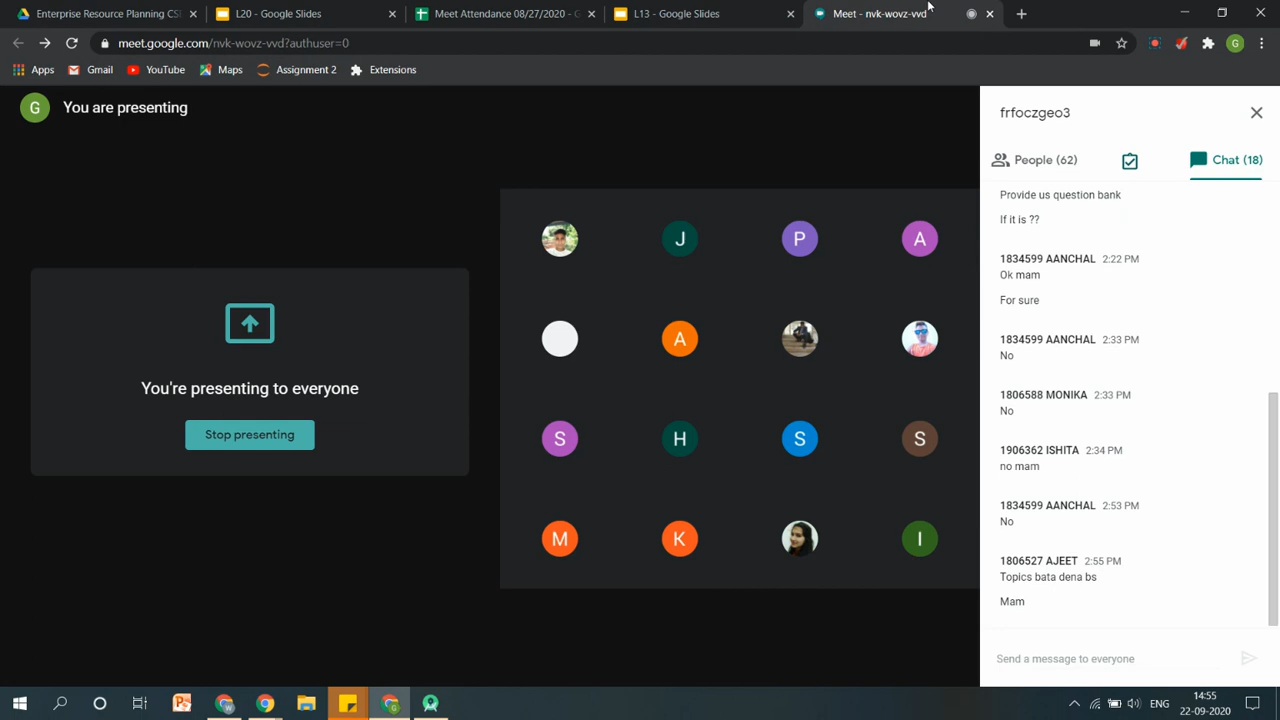 Enterprise Resource Planning CSE
L20 - Google Slides
Meet Attendance 08/27/2020 - G
L13 - Google Slides
Meet - nvk-wovz-vvd
meet.google.com/nvk-wovz-vvd?authuser=0
G
Apps
Gmail
YouTube
Maps
Assignment 2
Extensions
G
You are presenting
frfoczgeo3
People (62)
Chat (18)
Provide us question bank
If it is ??
1834599 AANCHAL 2:22 PM
Ok mam
For sure
1834599 AANCHAL 2:33 PM
No
1806588 MONIKA 2:33 PM
No
1906362 ISHITA 2:34 PM
no mam
1834599 AANCHAL 2:53 PM
No
1806527 AJEET 2:55 PM
Topics bata dena bs
Mam
Send a message to everyone
You're presenting to everyone
Stop presenting
J P A
A
S H S S
M K I
ENG
14:55
22-09-2020